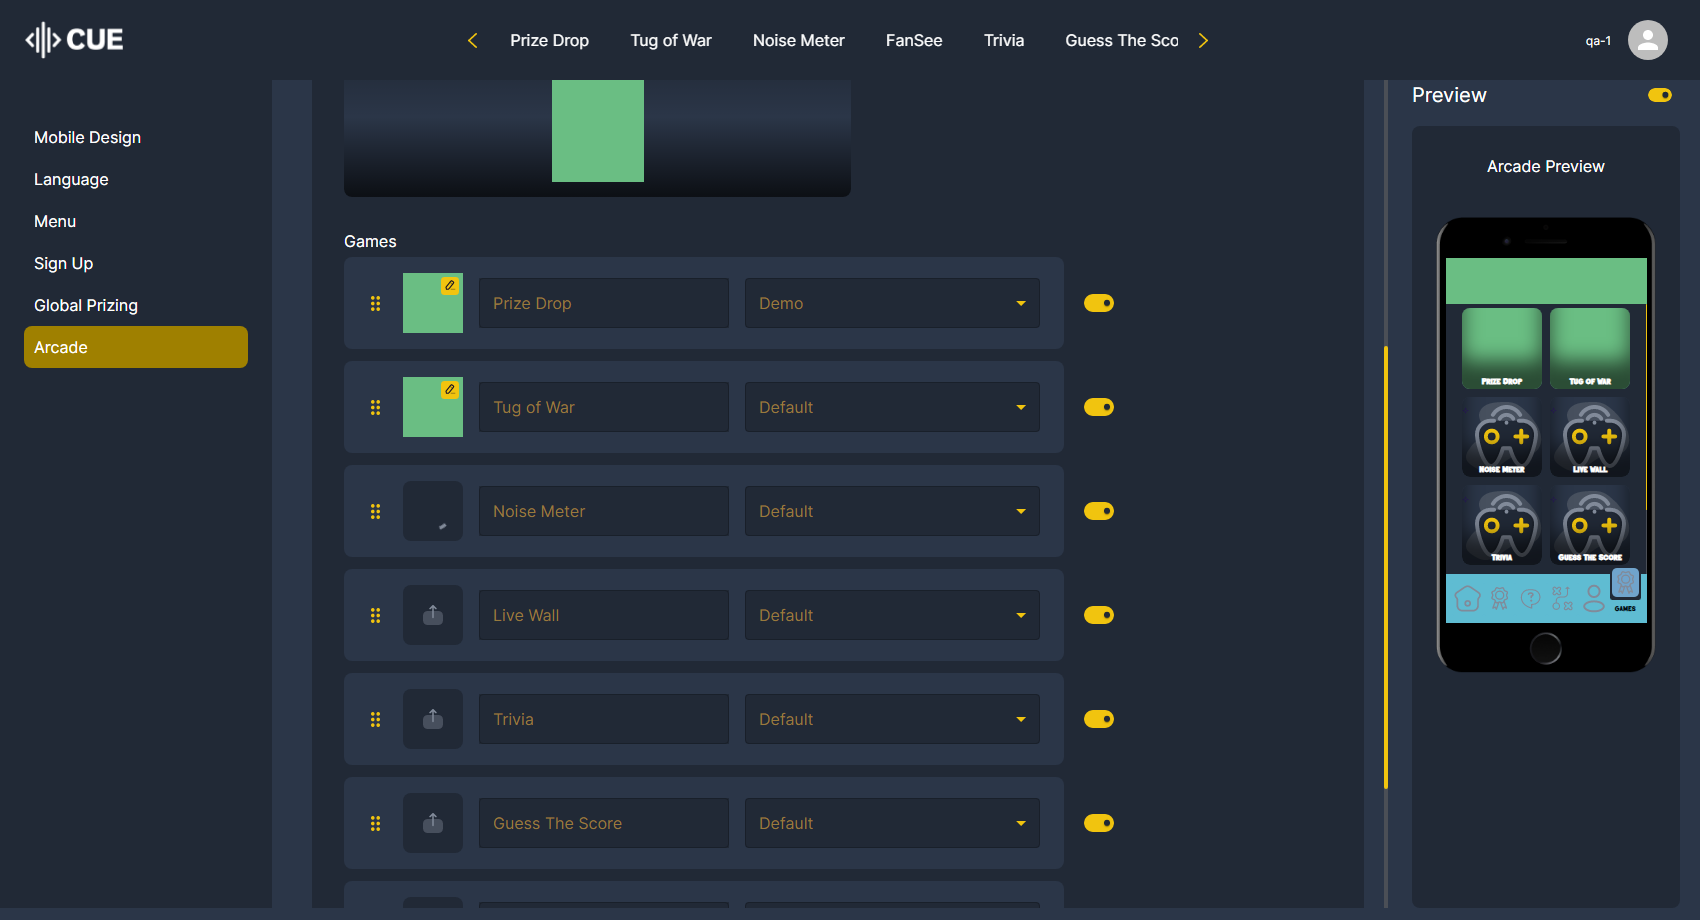 CUE
Prize Drop
Tug of War
Noise Meter
FanSee
Trivia
Guess The Sco
qa-1
Mobile Design
Language
Menu
Sign Up
Global Prizing
Arcade
Games
Prize Drop
Demo
Tug of War
Default
Noise Meter
Default
Live Wall
Default
Trivia
Default
Guess The Score
Default
Preview
Arcade Preview
Prize Drop
Tug of War
Noise Meter
Live Wall
Trivia
Guess The Score
Games